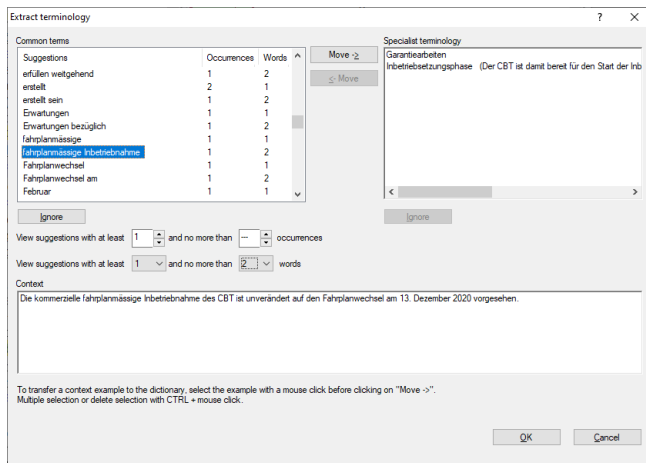 Extract terminology ? X
Common terms
Suggestions Occurrences Words
erfüllen weitgehend 1 2
erstellt 2 1
erstellt sein 1 2
Erwartungen 1 1
Erwartungen bezüglich 1 2
fahrplanmässige 1 1
fahrplanmässige Inbetriebnahme 1 2
Fahrplanwechsel 1 1
Fahrplanwechsel am 1 2
Februar 1 1
Ignore
Move ->
<- Move
Specialist terminology
Garantiearbeiten
Inbetriebsetzungsphase (Der CBT ist damit bereit für den Start der Inb
Ignore
View suggestions with at least 1 and no more than --- occurrences
View suggestions with at least 1 and no more than 2 words
Context
Die kommerzielle fahrplanmässige Inbetriebnahme des CBT ist unverändert auf den Fahrplanwechsel am 13. Dezember 2020 vorgesehen.
To transfer a context example to the dictionary, select the example with a mouse click before clicking on "Move ->".
Multiple selection or delete selection with CTRL + mouse click.
OK Cancel